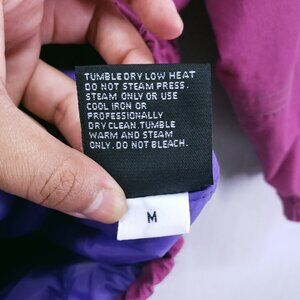 TUMBLE DRY LOW HEAT
DO NOT STEAM PRESS.
STEAM ONLY OR USE
COOL IRON OR
PROFESSIONALLY
DRY CLEAN. TUMBLE
WARM AND STEAM
ONLY. DO NOT BLEACH.
M